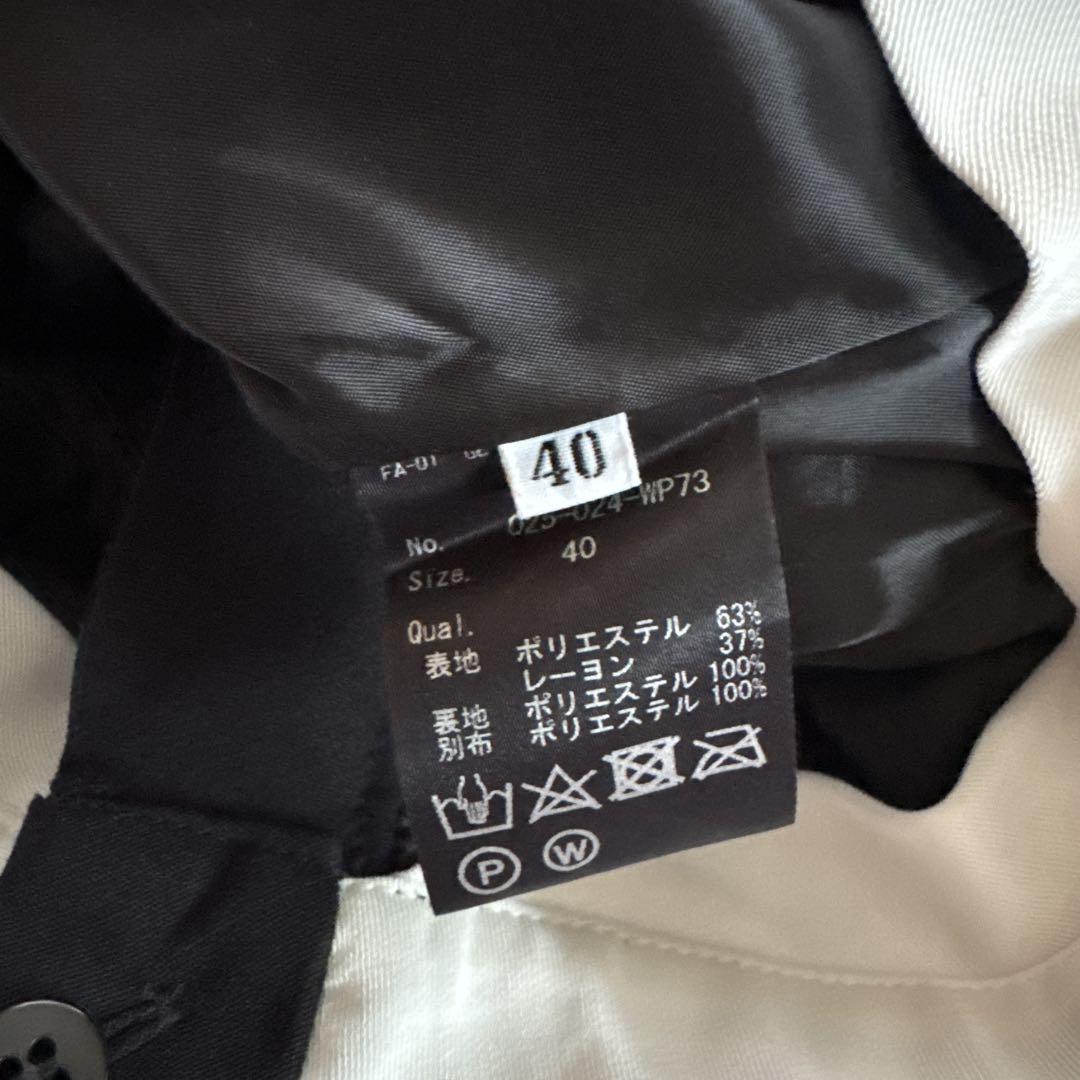 40
FA-01
No. 025-024-WP73
Size. 40
Qual.
表地 ポリエステル 63%
レーヨン 37%
裏地 ポリエステル 100%
別布 ポリエステル 100%
P W